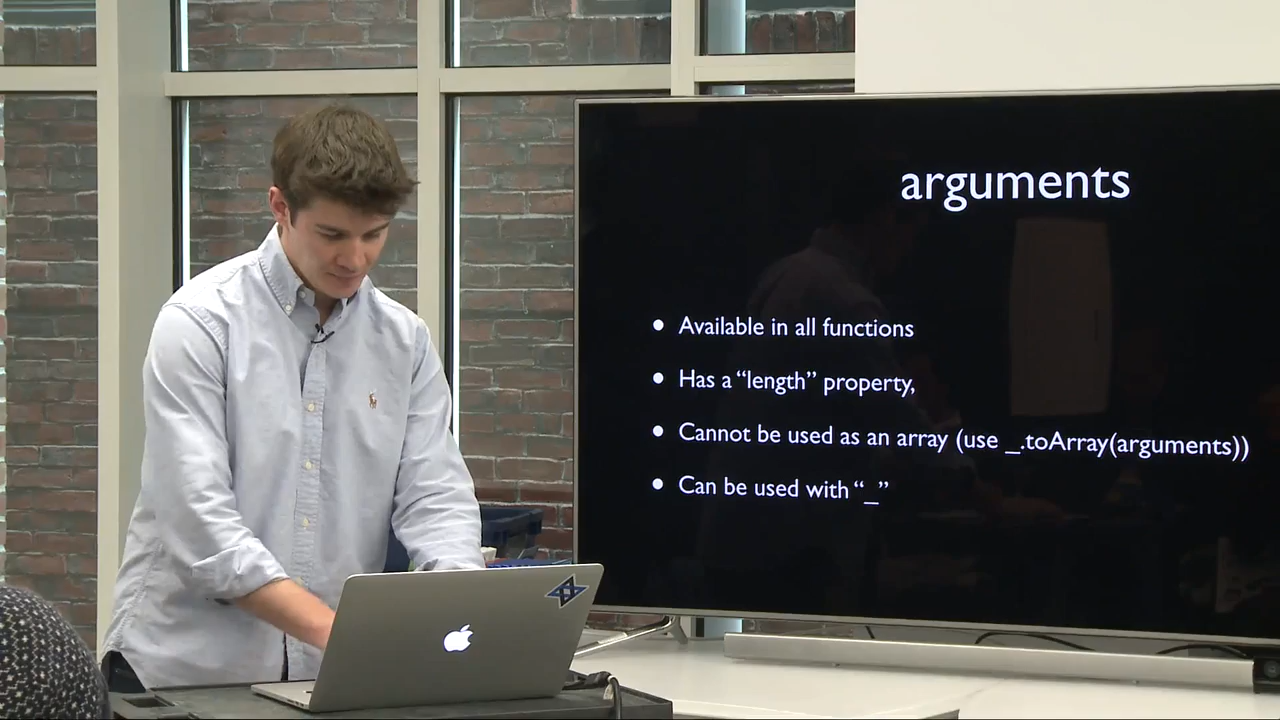 arguments
• Available in all functions
• Has a “length” property,
• Cannot be used as an array (use _.toArray(arguments))
• Can be used with “_”